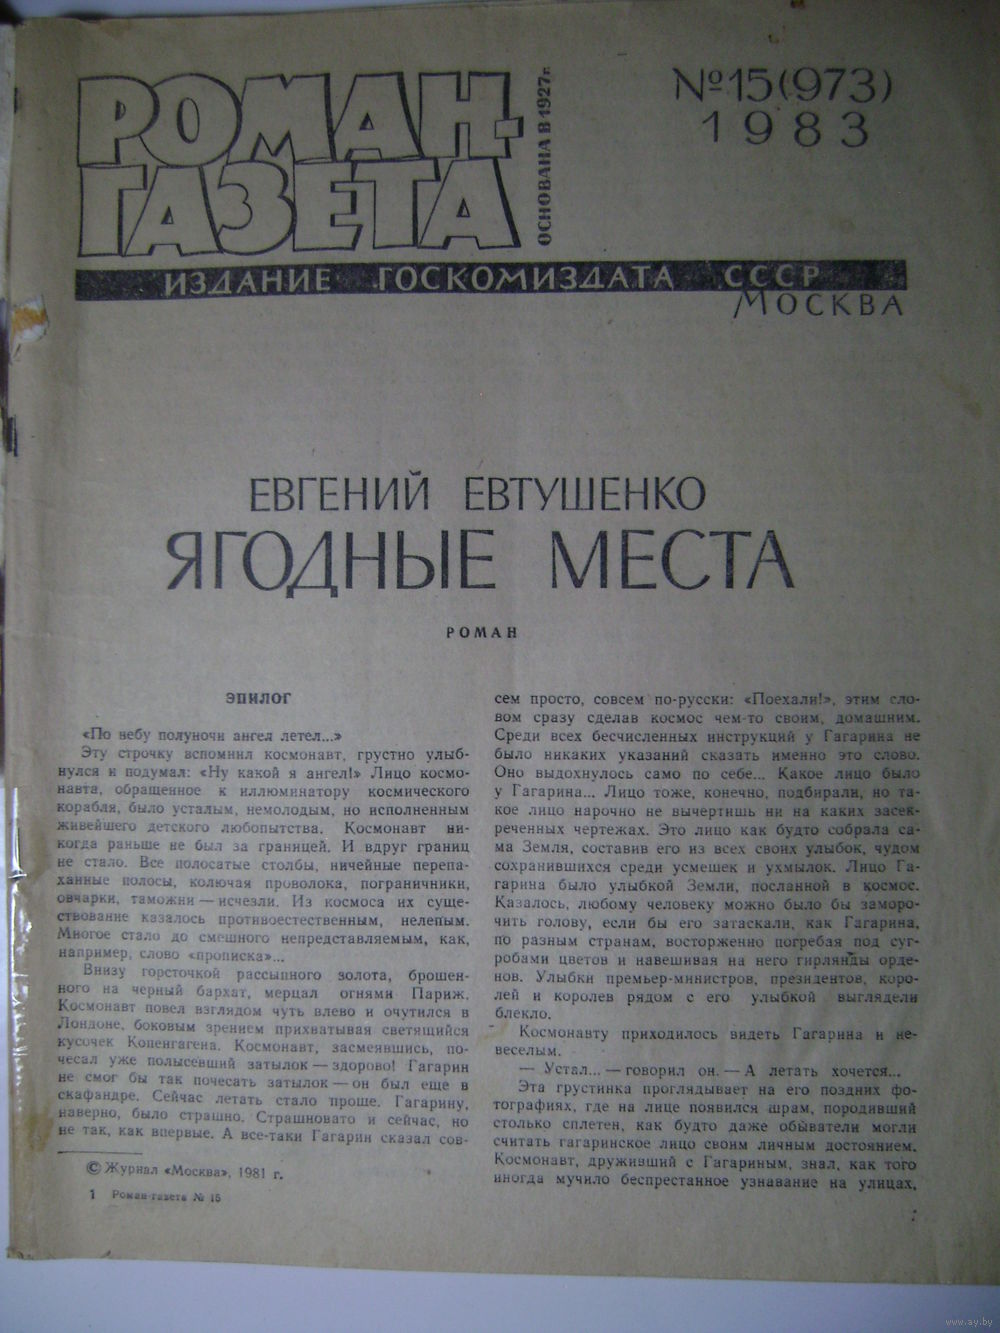 РОМАН-
ГАЗЕТА
ОСНОВАНА В 1927г.
№15(973)
1983
ИЗДАНИЕ ГОСКОМИЗДАТА СССР
МОСКВА
ЕВГЕНИЙ ЕВТУШЕНКО
ЯГОДНЫЕ МЕСТА
РОМАН
ЭПИЛОГ
«По небу полуночи ангел летел...»
Эту строчку вспомнил космонавт, грустно улыб-
нулся и подумал: «Ну какой я ангел!» Лицо космо-
навта, обращенное к иллюминатору космического
корабля, было усталым, немолодым, но исполненным
живейшего детского любопытства. Космонавт ни-
когда раньше не был за границей. И вдруг границ
не стало. Все полосатые столбы, ничейные перепа-
ханные полосы, колючая проволока, пограничники,
овчарки, таможни — исчезли. Из космоса их суще-
ствование казалось противоестественным, нелепым.
Многое стало до смешного непредставляемым, как,
например, слово «прописка»...
Внизу горсточкой рассыпного золота, брошен-
ного на черный бархат, мерцал огнями Париж.
Космонавт повел взглядом чуть влево и очутился в
Лондоне, боковым зрением прихватывая светящийся
кусочек Копенгагена. Космонавт, засмеявшись, по-
чесал уже полысевший затылок — здорово! Гагарин
не смог бы так почесать затылок — он был еще в
скафандре. Сейчас летать стало проще. Гагарину,
наверно, было страшно. Страшновато и сейчас, но
не так, как впервые. А все-таки Гагарин сказал сов-
© Журнал «Москва», 1981 г.
1 Роман-газета № 15
сем просто, совсем по-русски: «Поехали!», этим сло-
вом сразу сделав космос чем-то своим, домашним.
Среди всех бесчисленных инструкций у Гагарина не
было никаких указаний сказать именно это слово.
Оно выдохнулось само по себе... Какое лицо было
у Гагарина... Лицо тоже, конечно, подбирали, но та-
кое лицо нарочно не вычертишь ни на каких засек-
реченных чертежах. Это лицо как будто собрала са-
ма Земля, составив его из всех своих улыбок, чудом
сохранившихся среди усмешек и ухмылок. Лицо Га-
гарина было улыбкой Земли, посланной в космос.
Казалось, любому человеку можно было бы заморо-
чить голову, если бы его затаскали, как Гагарина,
по разным странам, восторженно погребая под суг-
робами цветов и навешивая на него гирлянды орде-
нов. Улыбки премьер-министров, президентов, коро-
лей и королев рядом с его улыбкой выглядели
блекло.
Космонавту приходилось видеть Гагарина и не-
веселым.
— Устал... — говорил он. — А летать хочется...
Эта грустинка проглядывает на его поздних фо-
тографиях, где на лице появился шрам, породивший
столько сплетен, как будто даже обыватели могли
считать гагаринское лицо своим личным достоянием.
Космонавт, друживший с Гагариным, знал, как того
иногда мучило беспрестанное узнавание на улицах,
www.ay.by